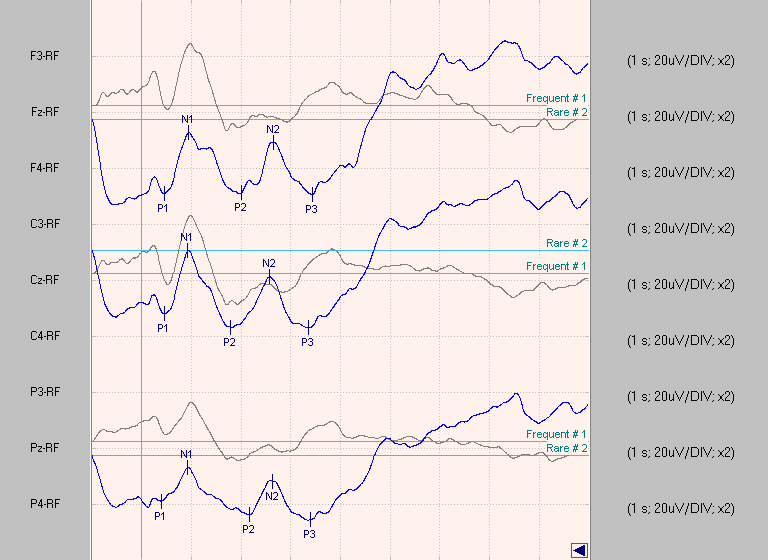 F3-RF (1 s; 20uV/DIV; x2)
Frequent # 1
Fz-RF Rare # 2 (1 s; 20uV/DIV; x2)
N1
N2
F4-RF (1 s; 20uV/DIV; x2)
P1 P2 P3
C3-RF (1 s; 20uV/DIV; x2)
N1
Rare # 2
N2
Frequent # 1
Cz-RF (1 s; 20uV/DIV; x2)
P1
C4-RF (1 s; 20uV/DIV; x2)
P2 P3
P3-RF (1 s; 20uV/DIV; x2)
Frequent # 1
Pz-RF Rare # 2 (1 s; 20uV/DIV; x2)
N1
N2
P4-RF (1 s; 20uV/DIV; x2)
P1
P2
P3